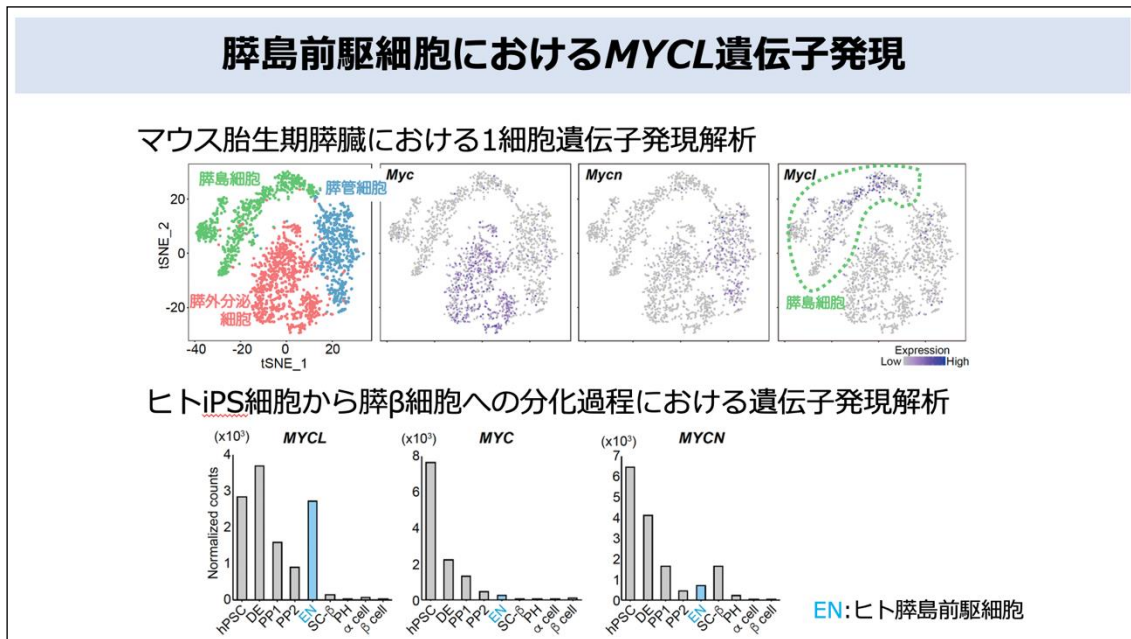 膵島前駆細胞におけるMYCL遺伝子発現
マウス胎生期膵臓における1細胞遺伝子発現解析
膵島細胞
膵管細胞
膵外分泌
細胞
20
0
-20
tSNE_2
-40 -20 0 20
tSNE_1
Myc
Mycn
Mycl
膵島細胞
Expression
Low High
ヒトiPS細胞から膵β細胞への分化過程における遺伝子発現解析
(x10³) MYCL
Normalized counts
4
3
2
1
0
hPSC DE PP1 PP2 EN SC-β PH α cell β cell
(x10³) MYC
8
6
4
2
0
hPSC DE PP1 PP2 EN SC-β PH α cell β cell
(x10³) MYCN
7
6
5
4
3
2
1
0
hPSC DE PP1 PP2 EN SC-β PH α cell β cell
EN:ヒト膵島前駆細胞